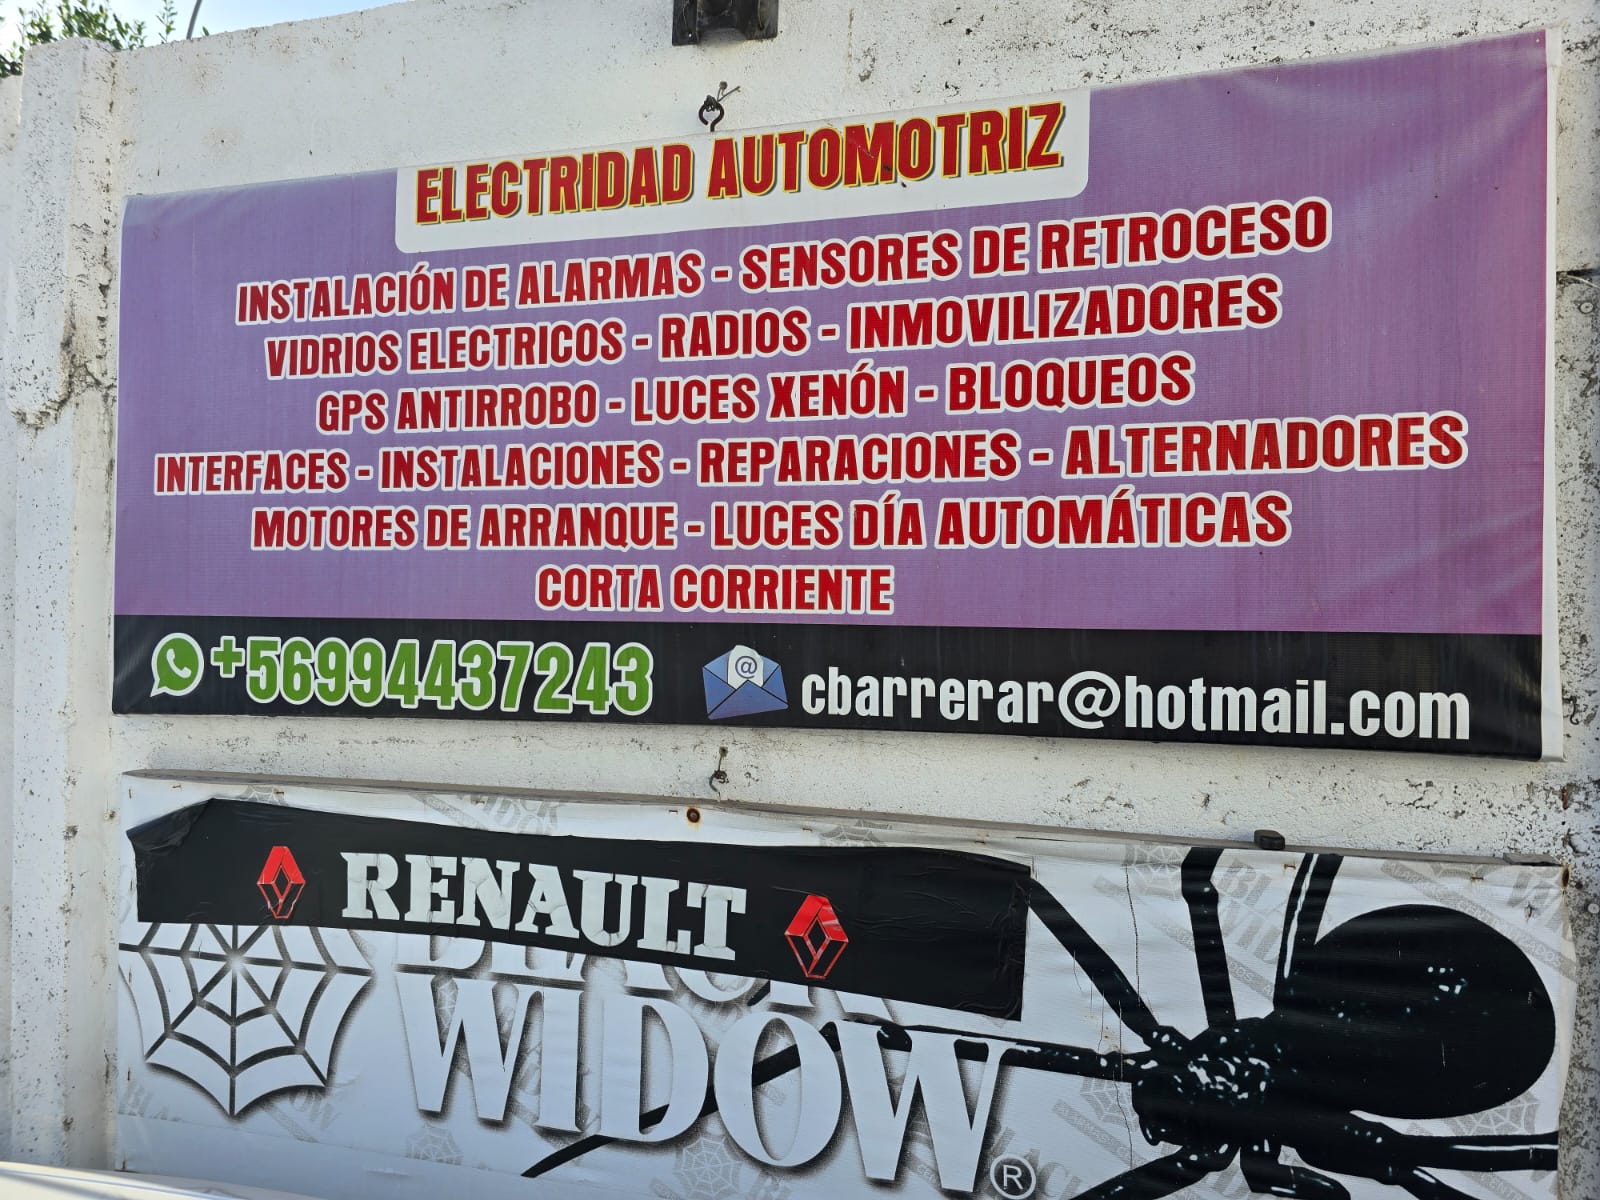 ELECTRIDAD AUTOMOTRIZ
INSTALACIÓN DE ALARMAS - SENSORES DE RETROCESO
VIDRIOS ELECTRICOS - RADIOS - INMOVILIZADORES
GPS ANTIRROBO - LUCES XENÓN - BLOQUEOS
INTERFACES - INSTALACIONES - REPARACIONES - ALTERNADORES
MOTORES DE ARRANQUE - LUCES DÍA AUTOMÁTICAS
CORTA CORRIENTE
+56994437243
cbarrerar@hotmail.com
RENAULT
BLACK
WIDOW®